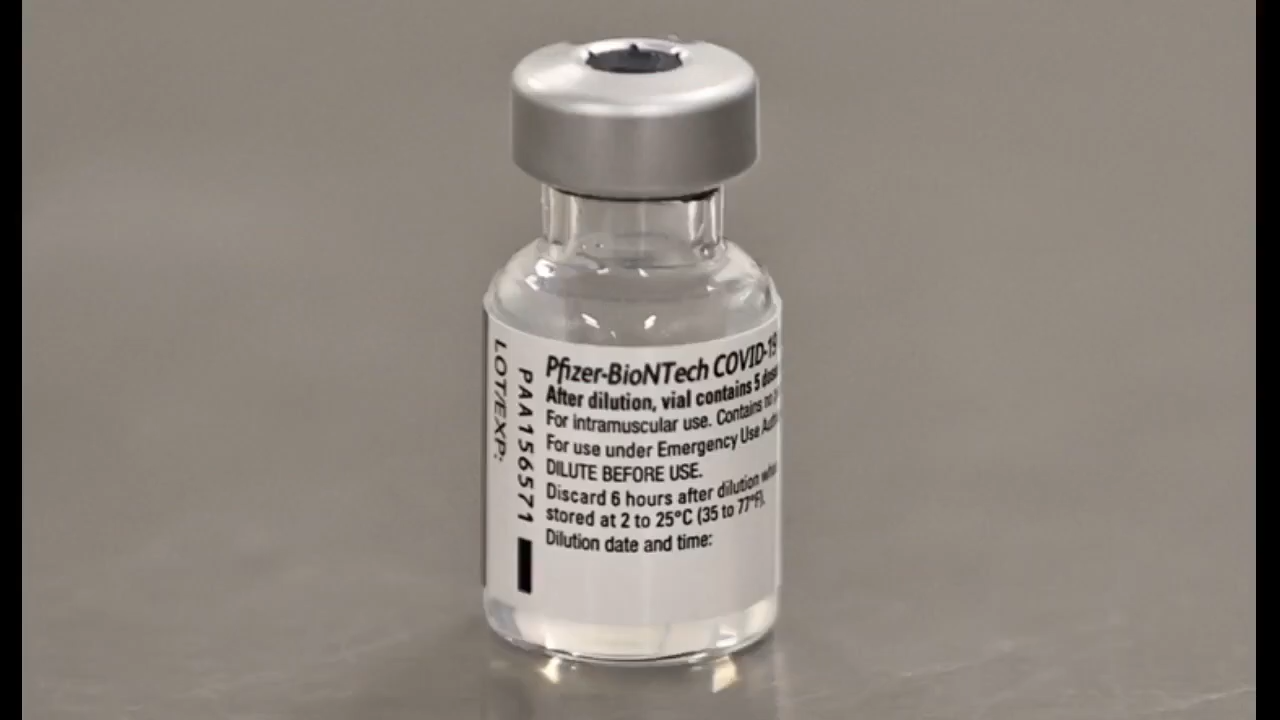 Pfizer-BioNTech COVID-19
After dilution, vial contains 5
For intramuscular use. Contains no
For use under Emergency Use
DILUTE BEFORE USE.
Discard 6 hours after dilution
stored at 2 to 25°C (35 to 77°F).
Dilution date and time:
PAA156571
LOT/EXP: